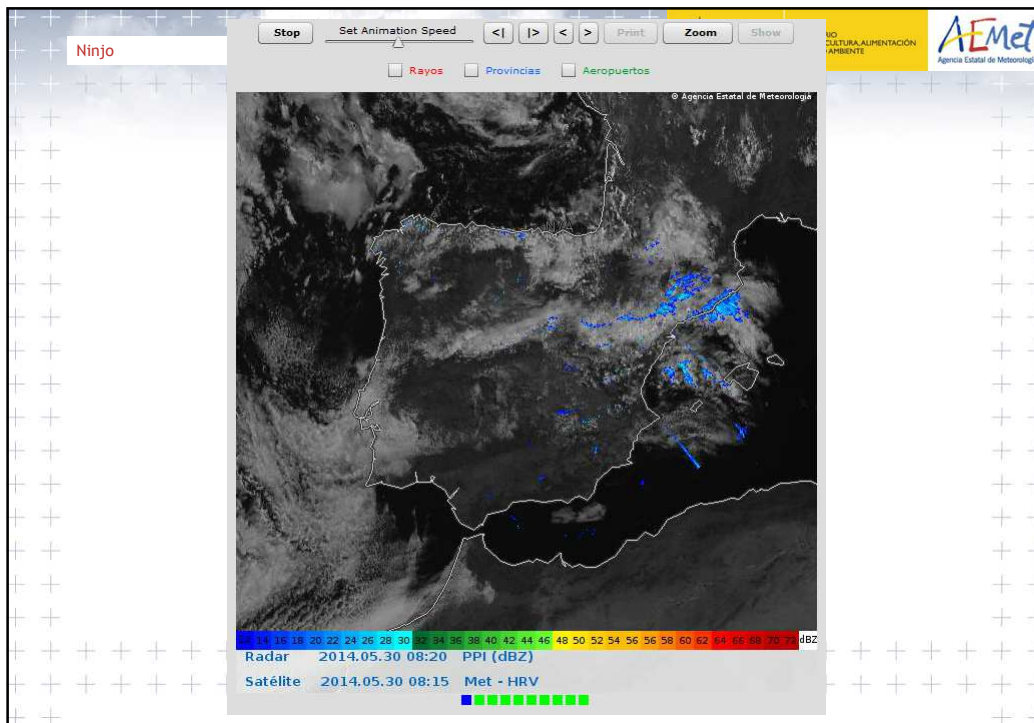 Ninjo
Stop Set Animation Speed <| |> < > Print Zoom Show
CULTURA, ALIMENTACIÓN
AMBIENTE
AEMet
Agencia Estatal de Meteorología
Rayos Provincias Aeropuertos
© Agencia Estatal de Meteorología
12 14 16 18 20 22 24 26 28 30 32 34 36 38 40 42 44 46 48 50 52 54 56 56 58 60 62 64 66 68 70 72 dBZ
Radar 2014.05.30 08:20 PPI (dBZ)
Satélite 2014.05.30 08:15 Met - HRV